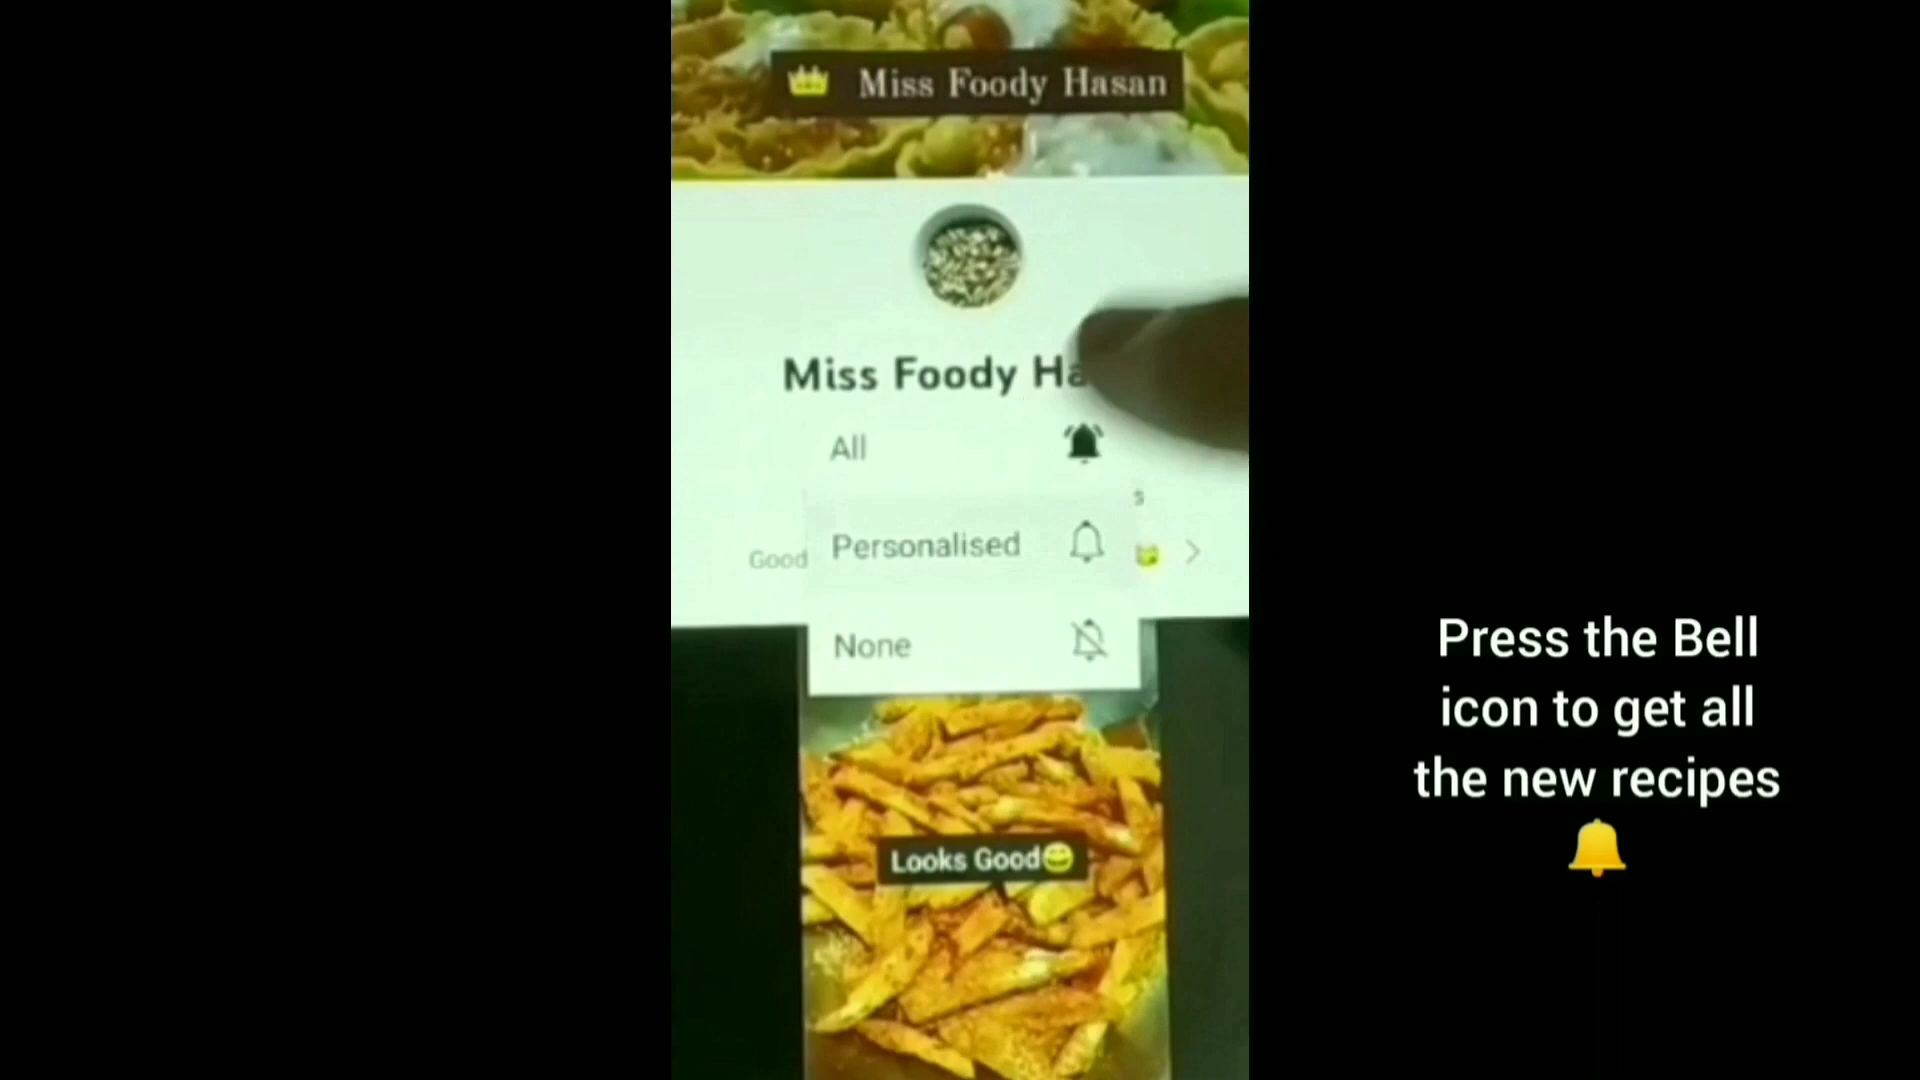 Miss Foody Hasan
Miss Foody
All
s
Personalised
Good
None
Looks Good😄
Press the Bell
icon to get all
the new recipes
🔔